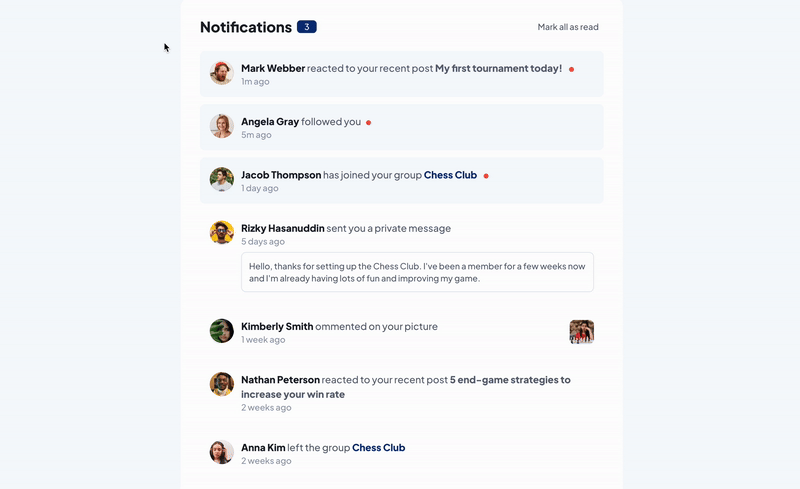 Notifications 3
Mark all as read
Mark Webber reacted to your recent post My first tournament today!
1m ago
Angela Gray followed you
5m ago
Jacob Thompson has joined your group Chess Club
1 day ago
Rizky Hasanuddin sent you a private message
5 days ago
Hello, thanks for setting up the Chess Club. I've been a member for a few weeks now
and I'm already having lots of fun and improving my game.
Kimberly Smith ommented on your picture
1 week ago
Nathan Peterson reacted to your recent post 5 end-game strategies to
increase your win rate
2 weeks ago
Anna Kim left the group Chess Club
2 weeks ago